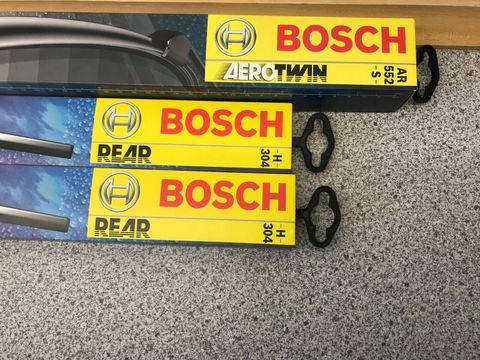 BOSCH
AEROTWIN
AR
552
-S-
BOSCH
REAR
-H-
304
BOSCH
REAR
-H-
304